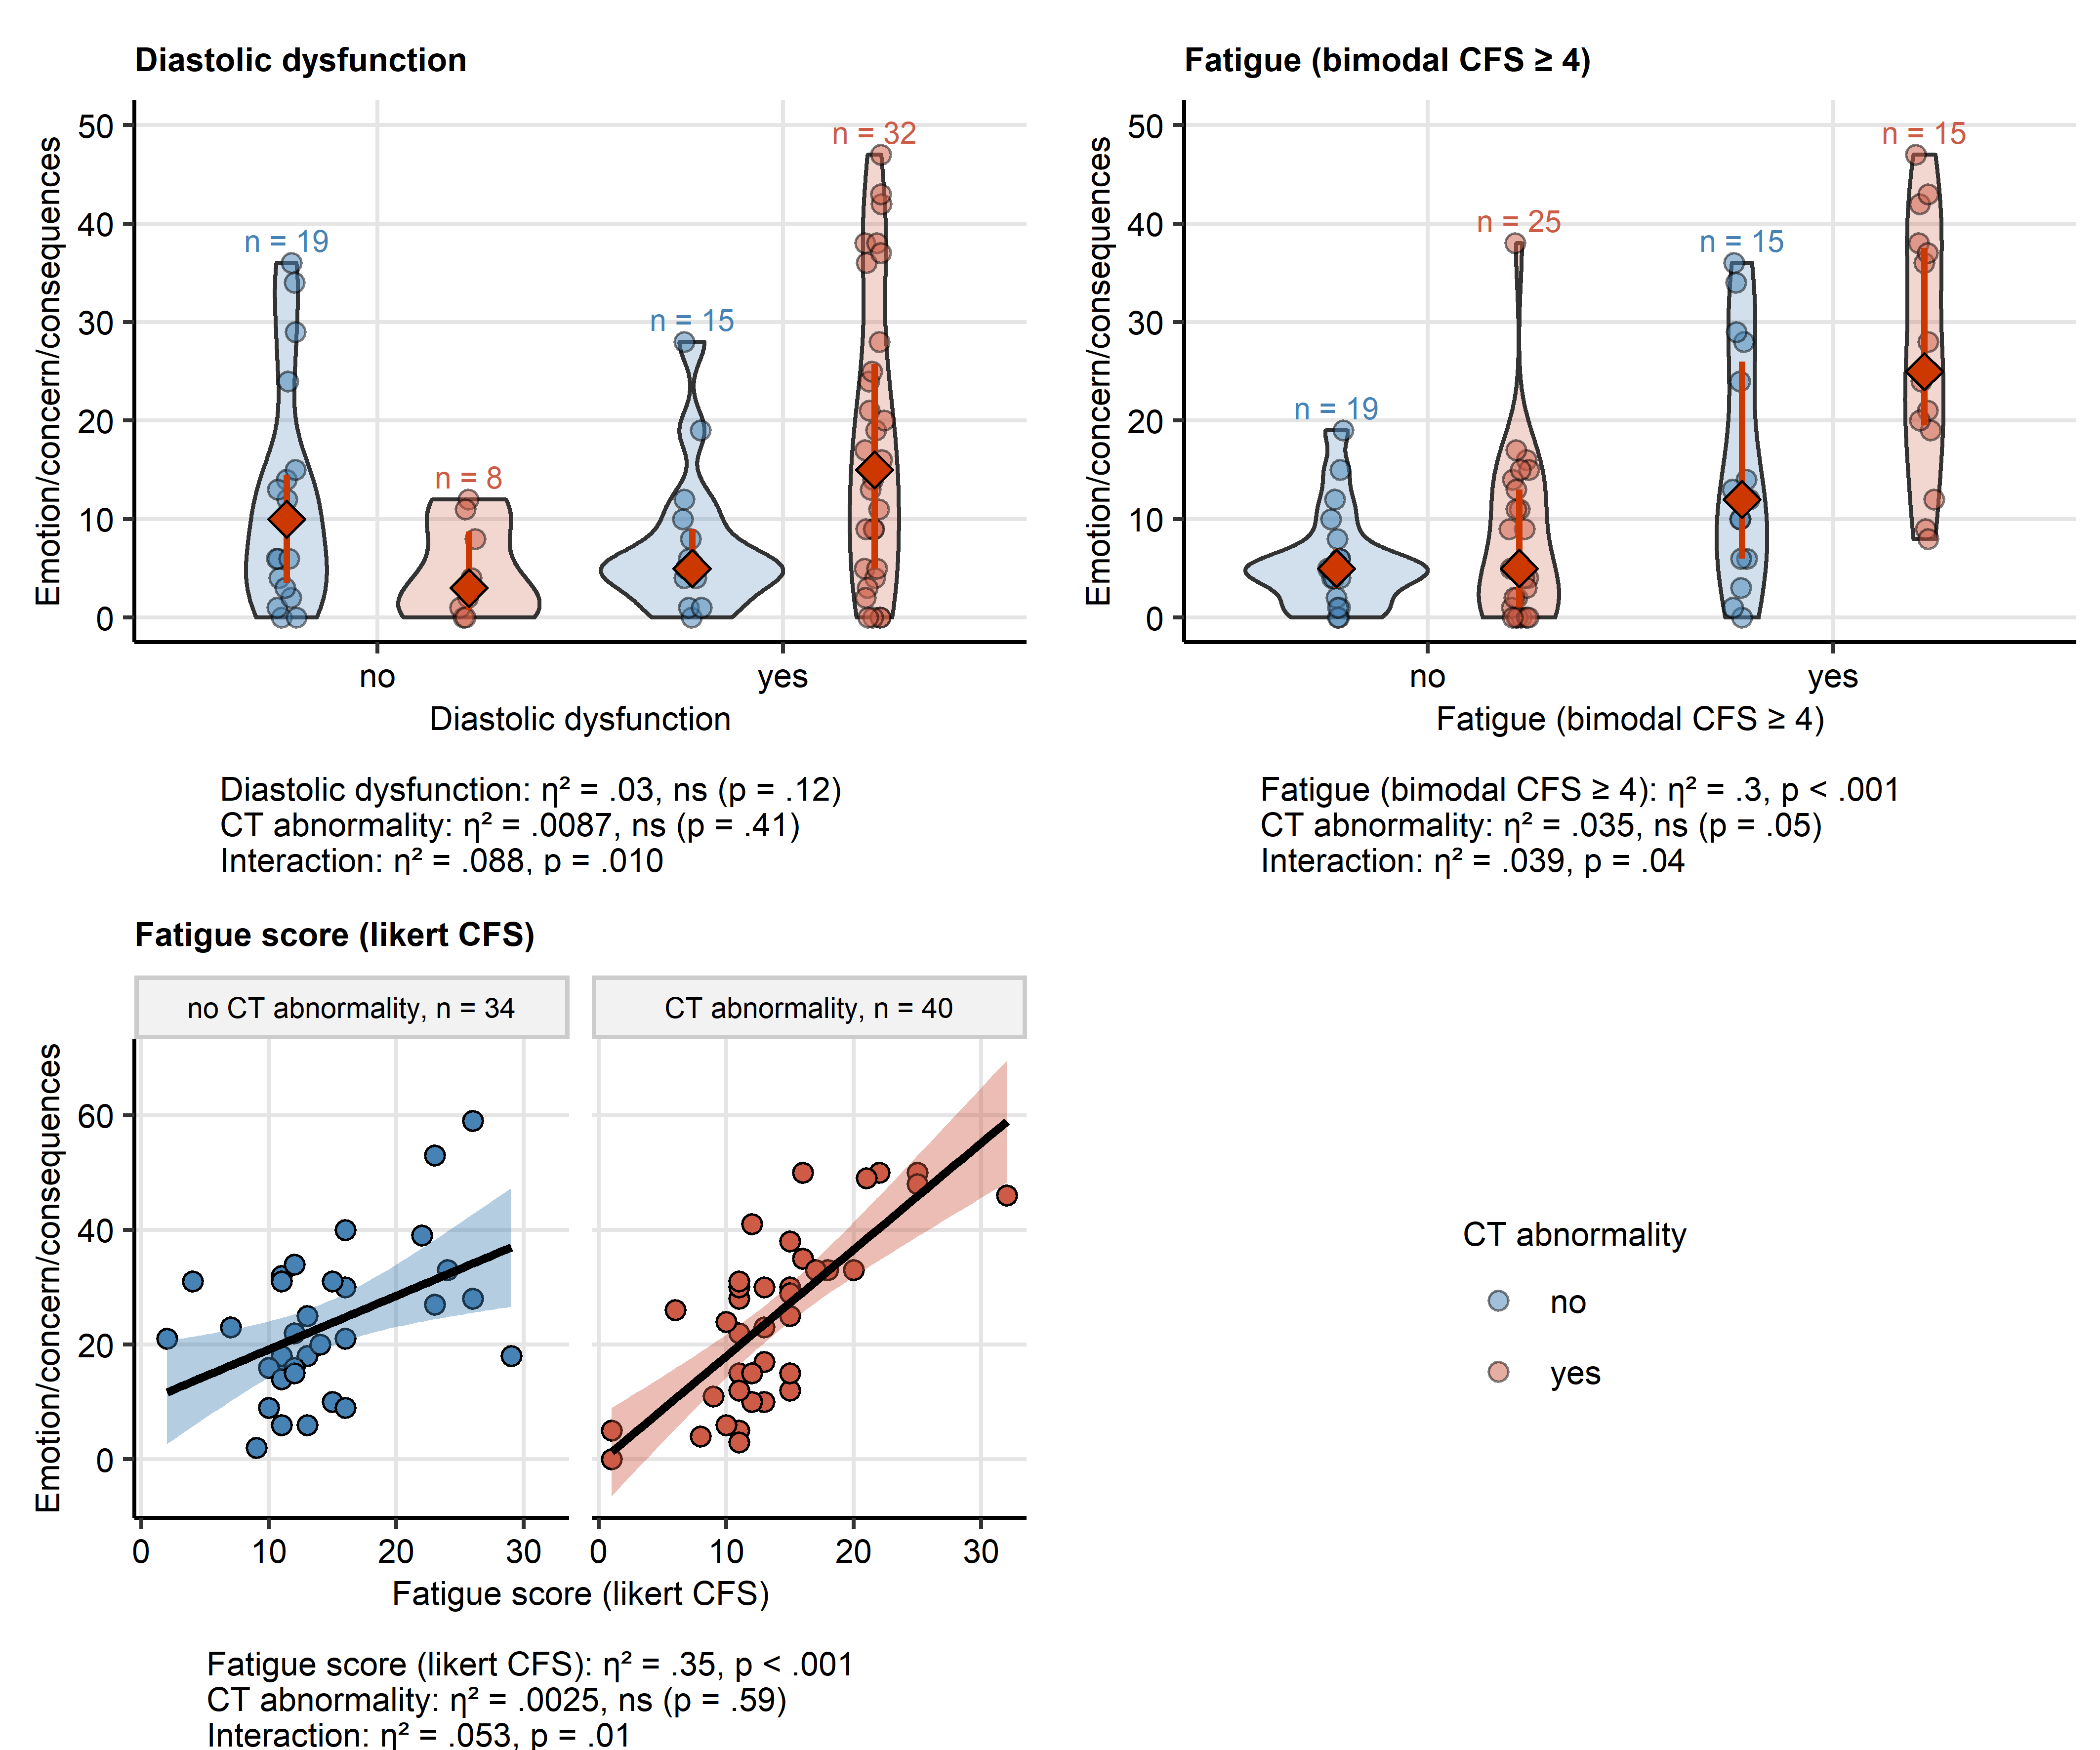 Diastolic dysfunction
Emotion/concern/consequences
50
40
30
20
10
0
n = 19
n = 8
n = 15
n = 32
no
yes
Diastolic dysfunction
Diastolic dysfunction: η² = .03, ns (p = .12)
CT abnormality: η² = .0087, ns (p = .41)
Interaction: η² = .088, p = .010
Fatigue (bimodal CFS ≥ 4)
Emotion/concern/consequences
50
40
30
20
10
0
n = 19
n = 25
n = 15
n = 15
no
yes
Fatigue (bimodal CFS ≥ 4)
Fatigue (bimodal CFS ≥ 4): η² = .3, p < .001
CT abnormality: η² = .035, ns (p = .05)
Interaction: η² = .039, p = .04
Fatigue score (likert CFS)
no CT abnormality, n = 34
CT abnormality, n = 40
Emotion/concern/consequences
60
40
20
0
0 10 20 30
0 10 20 30
Fatigue score (likert CFS)
Fatigue score (likert CFS): η² = .35, p < .001
CT abnormality: η² = .0025, ns (p = .59)
Interaction: η² = .053, p = .01
CT abnormality
no
yes